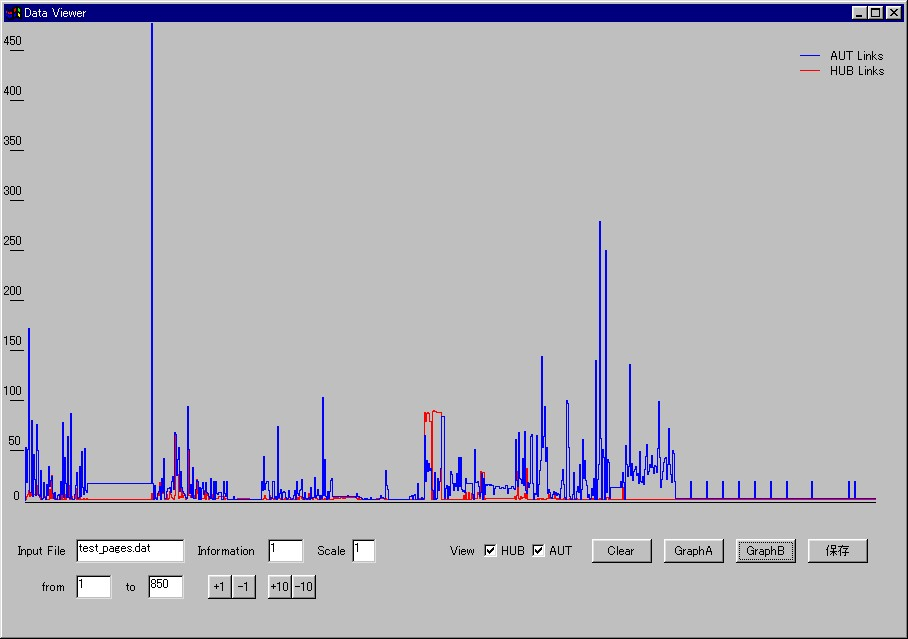 Data Viewer
450
AUT Links
HUB Links
400
350
300
250
200
150
100
50
0
Input File test_pages.dat Information 1 Scale 1 View HUB AUT Clear GraphA GraphB 保存
from 1 to 850 +1 -1 +10 -10